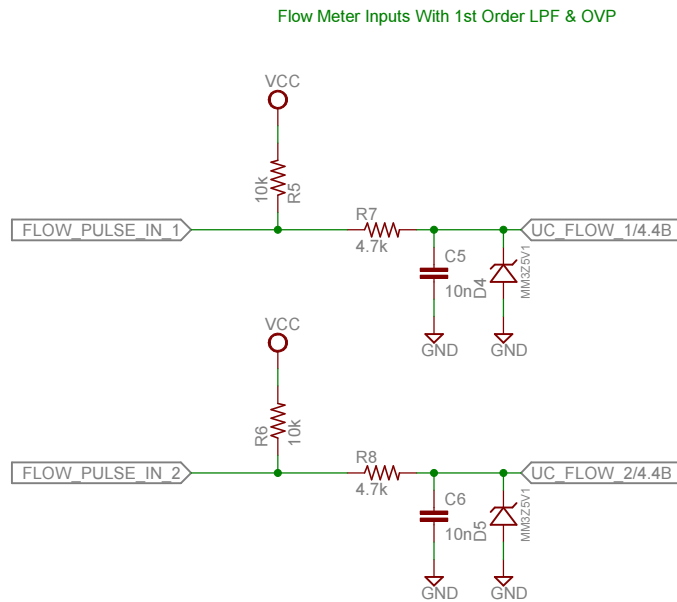 Flow Meter Inputs With 1st Order LPF & OVP
VCC
10k
R5
FLOW_PULSE_IN_1
R7
4.7k
UC_FLOW_1/4.4B
C5
10n
D4
MM3Z5V1
GND
GND
VCC
R6
10k
FLOW_PULSE_IN_2
R8
4.7k
UC_FLOW_2/4.4B
C6
10n
D5
MM3Z5V1
GND
GND